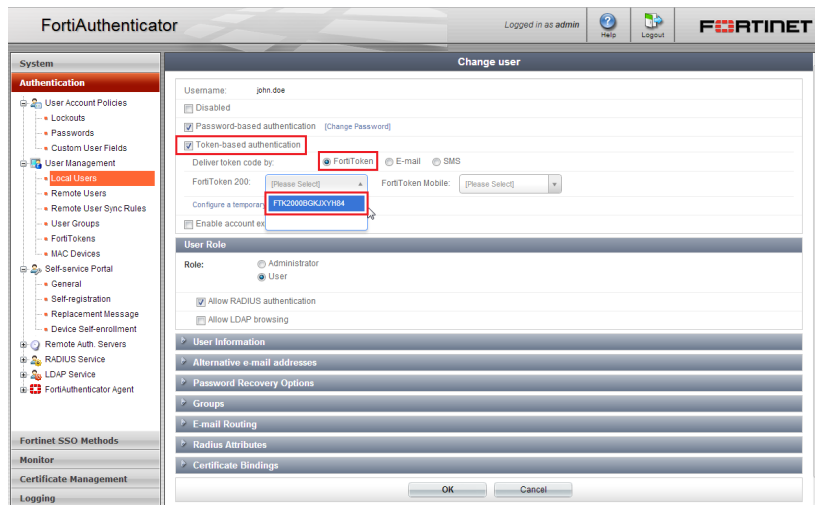 FortiAuthenticator
Logged in as admin
Help
Logout
FORTINET
System
Authentication
User Account Policies
Lockouts
Passwords
Custom User Fields
User Management
Local Users
Remote Users
Remote User Sync Rules
User Groups
FortiTokens
MAC Devices
Self-service Portal
General
Self-registration
Replacement Message
Device Self-enrollment
Remote Auth. Servers
RADIUS Service
LDAP Service
FortiAuthenticator Agent
Fortinet SSO Methods
Monitor
Certificate Management
Logging
Change user
Username: john.doe
Disabled
Password-based authentication [Change Password]
Token-based authentication
Deliver token code by: FortiToken E-mail SMS
FortiToken 200: [Please Select] FortiToken Mobile: [Please Select]
Configure a temporary FTK2000BGKJXYH84
Enable account ex
User Role
Role: Administrator
User
Allow RADIUS authentication
Allow LDAP browsing
User Information
Alternative e-mail addresses
Password Recovery Options
Groups
E-mail Routing
Radius Attributes
Certificate Bindings
OK Cancel